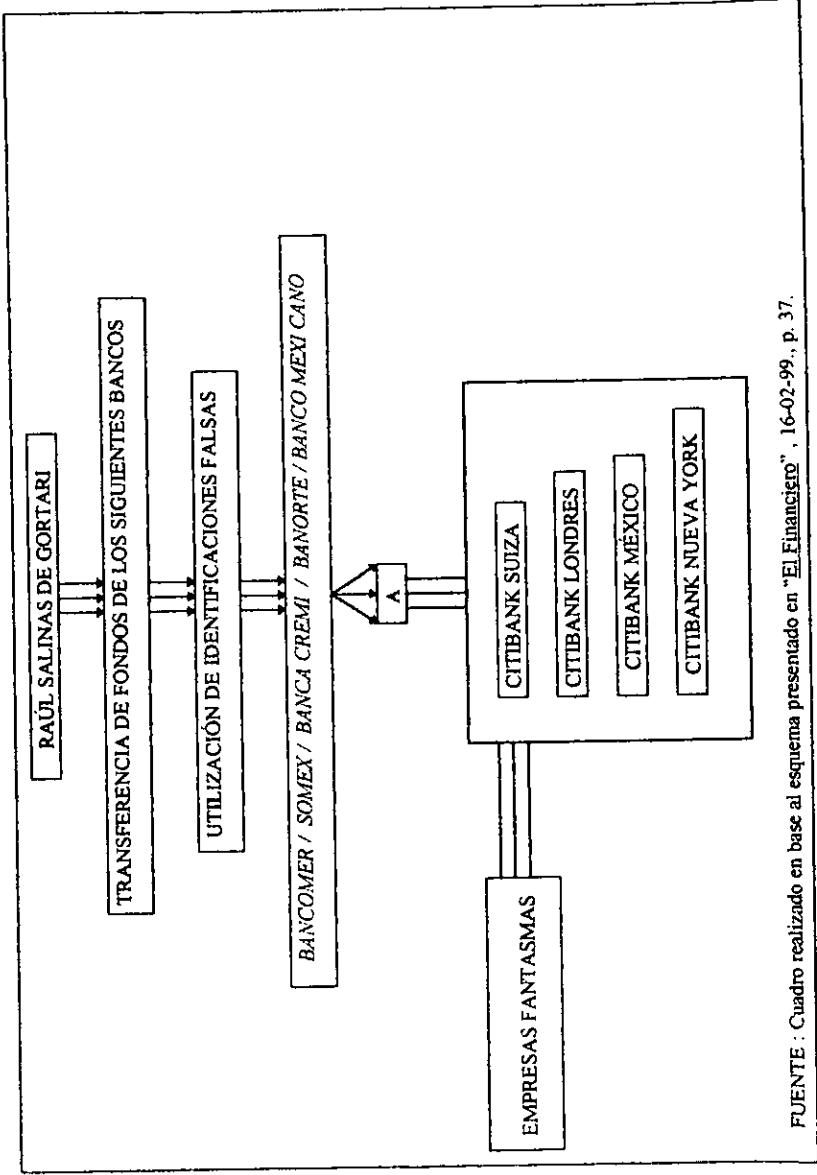 RAÚL SALINAS DE GORTARI
TRANSFERENCIA DE FONDOS DE LOS SIGUIENTES BANCOS
UTILIZACIÓN DE IDENTIFICACIONES FALSAS
BANCOMER / SOMEX / BANCA CREMI / BANORTE / BANCO MEXI CANO
A
CITIBANK SUIZA
CITIBANK LONDRES
CITIBANK MÉXICO
CITIBANK NUEVA YORK
EMPRESAS FANTASMAS
FUENTE : Cuadro realizado en base al esquema presentado en "El Financiero" , 16-02-99., p. 37.